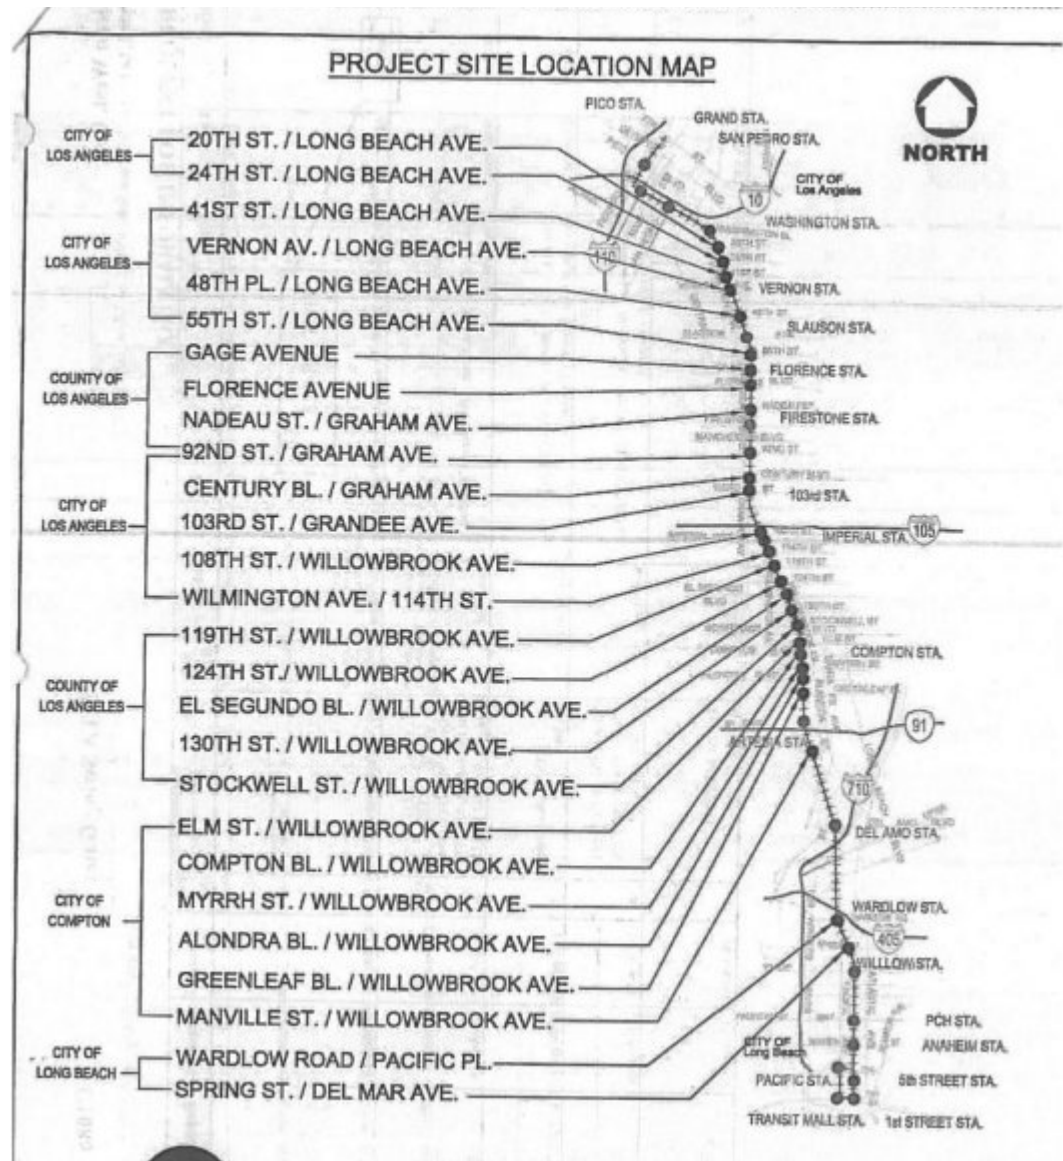 PROJECT SITE LOCATION MAP
NORTH
CITY OF
LOS ANGELES
20TH ST. / LONG BEACH AVE.
24TH ST. / LONG BEACH AVE.
CITY OF
LOS ANGELES
41ST ST. / LONG BEACH AVE.
VERNON AV. / LONG BEACH AVE.
48TH PL. / LONG BEACH AVE.
55TH ST. / LONG BEACH AVE.
COUNTY OF
LOS ANGELES
GAGE AVENUE
FLORENCE AVENUE
NADEAU ST. / GRAHAM AVE.
92ND ST. / GRAHAM AVE.
CITY OF
LOS ANGELES
CENTURY BL. / GRAHAM AVE.
103RD ST. / GRANDEE AVE.
108TH ST. / WILLOWBROOK AVE.
WILMINGTON AVE. / 114TH ST.
COUNTY OF
LOS ANGELES
119TH ST. / WILLOWBROOK AVE.
124TH ST. / WILLOWBROOK AVE.
EL SEGUNDO BL. / WILLOWBROOK AVE.
130TH ST. / WILLOWBROOK AVE.
STOCKWELL ST. / WILLOWBROOK AVE.
CITY OF
COMPTON
ELM ST. / WILLOWBROOK AVE.
COMPTON BL. / WILLOWBROOK AVE.
MYRRH ST. / WILLOWBROOK AVE.
ALONDRA BL. / WILLOWBROOK AVE.
GREENLEAF BL. / WILLOWBROOK AVE.
MANVILLE ST. / WILLOWBROOK AVE.
CITY OF
LONG BEACH
WARDLOW ROAD / PACIFIC PL.
SPRING ST. / DEL MAR AVE.
PICO STA.
GRAND STA.
SAN PEDRO STA.
CITY OF
Los Angeles
10
WASHINGTON STA.
110
VERNON STA.
SLAUSON STA.
FLORENCE STA.
FIRESTONE STA.
103rd STA.
105
IMPERIAL STA.
COMPTON STA.
91
ARTESIA STA.
710
DEL AMO STA.
WARDLOW STA.
405
WILLLOW STA.
PCH STA.
CITY OF
Long Beach
ANAHEIM STA.
PACIFIC STA.
5th STREET STA.
TRANSIT MALL STA.
1st STREET STA.